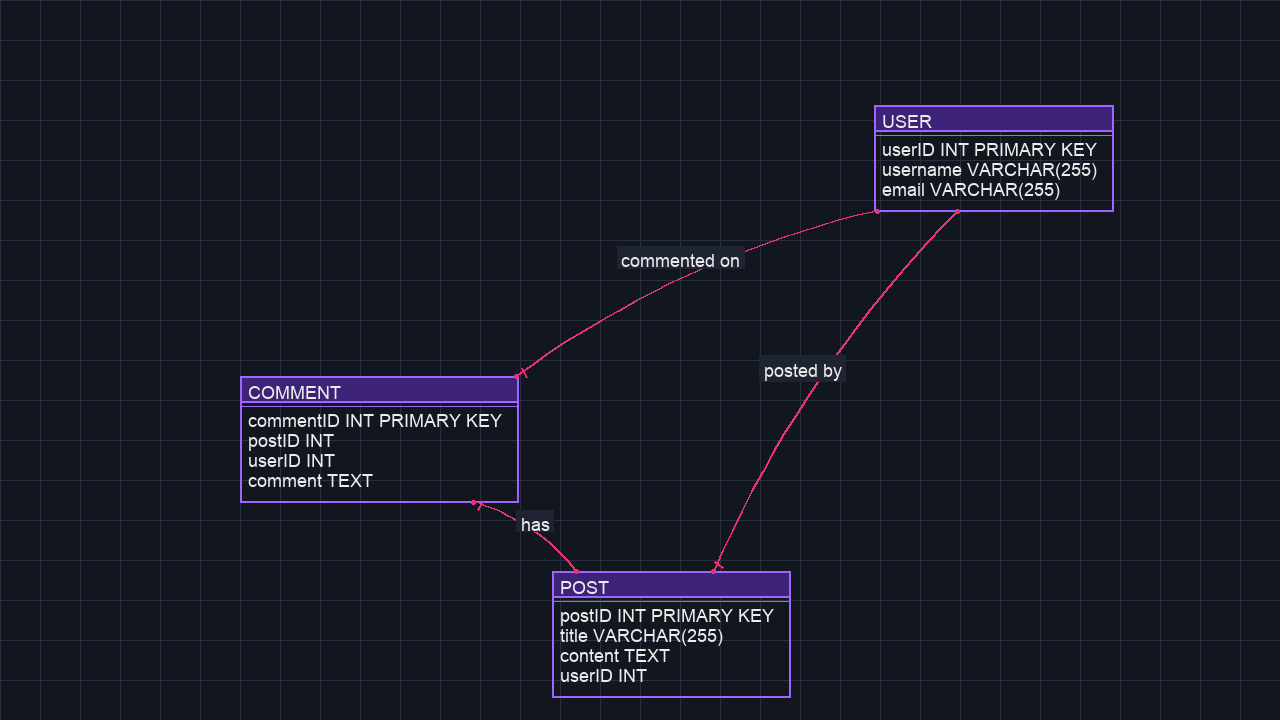 USER
userID INT PRIMARY KEY
username VARCHAR(255)
email VARCHAR(255)
commented on
posted by
COMMENT
commentID INT PRIMARY KEY
postID INT
userID INT
comment TEXT
has
POST
postID INT PRIMARY KEY
title VARCHAR(255)
content TEXT
userID INT